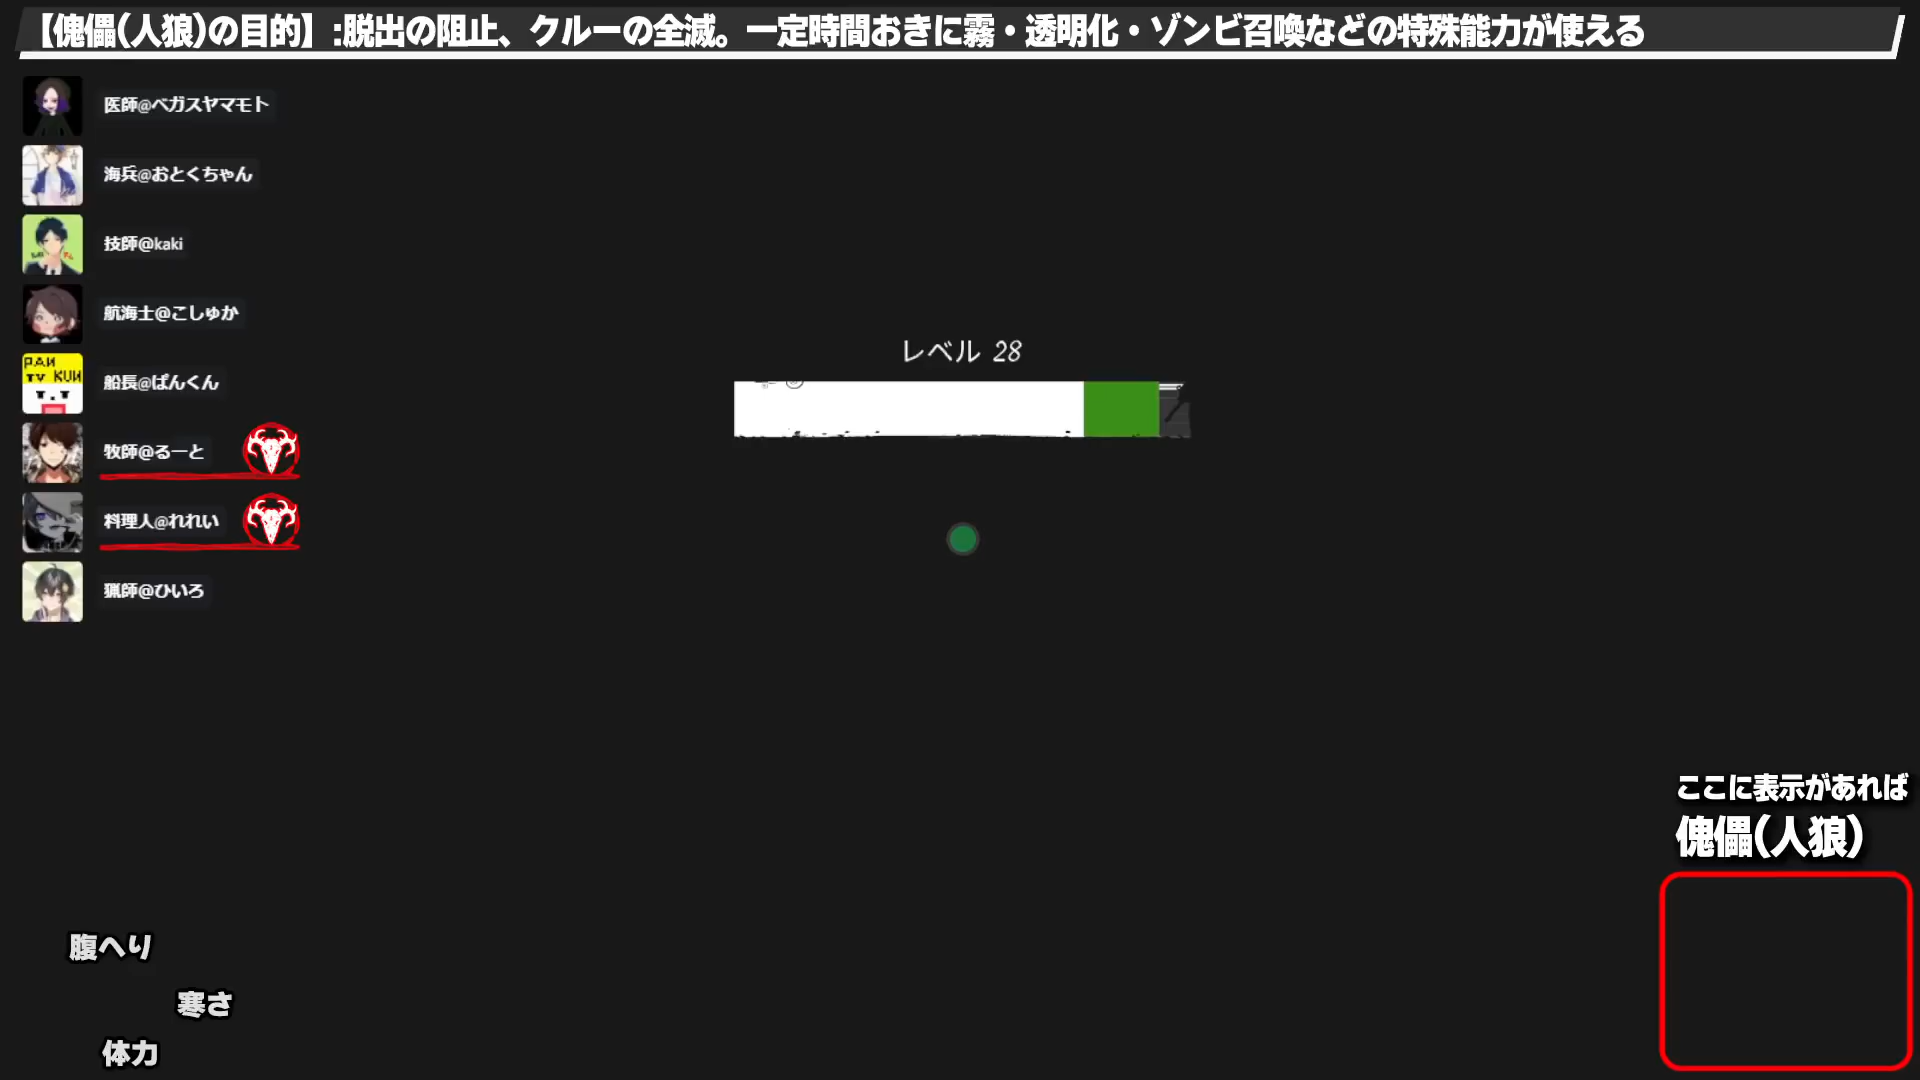 【傀儡(人狼)の目的】:脱出の阻止、クルーの全滅。一定時間おきに霧・透明化・ゾンビ召喚などの特殊能力が使える
医師@ベガスヤマモト
海兵@おとくちゃん
技師@kaki
航海士@こしゅか
PAN
TV KUN
船長@ぱんくん
牧師@るーと
料理人@れれい
猟師@ひいろ
レベル 28
ここに表示があれば
傀儡(人狼)
腹へり
寒さ
体力